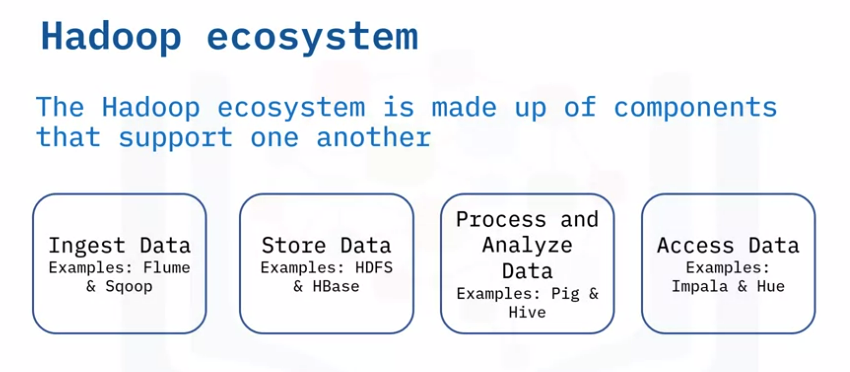 Hadoop ecosystem
The Hadoop ecosystem is made up of components
that support one another
Ingest Data
Examples: Flume
& Sqoop
Store Data
Examples: HDFS
& HBase
Process and
Analyze
Data
Examples: Pig &
Hive
Access Data
Examples:
Impala & Hue